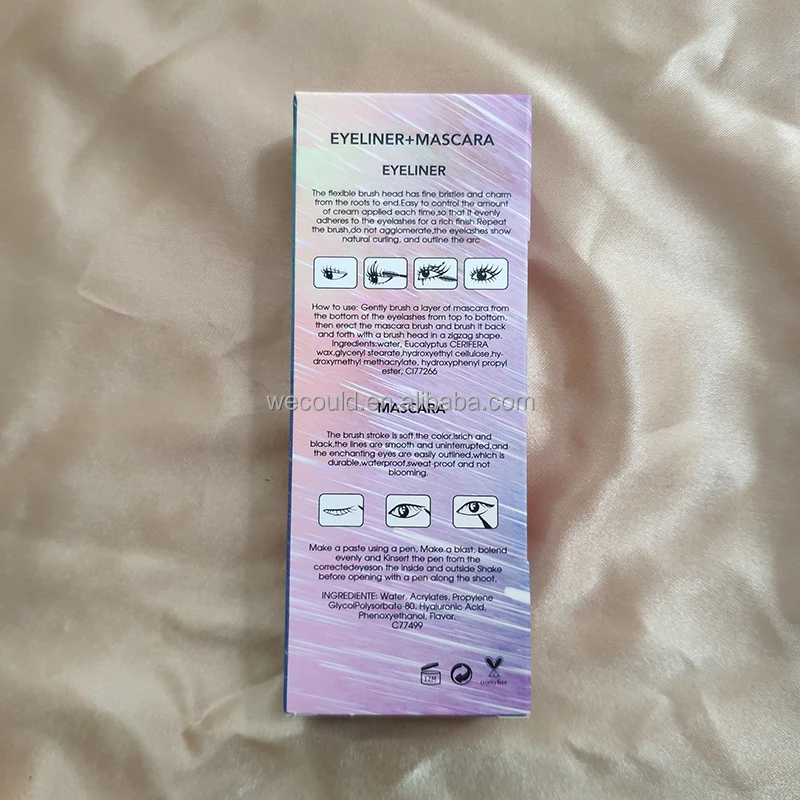 EYELINER+MASCARA
EYELINER
The flexible brush head has fine bristles and charm
from the roots to end.Easy to control the amount
of cream applied each time,so that it evenly
adheres to the eyelashes for a rich finish.Repeat
the brush,do not agglomerate,the eyelashes show
natural curling, and outline the arc
How to use: Gently brush a layer of mascara from
the bottom of the eyelashes from top to bottom,
then erect the mascara brush and brush it back
and forth with a brush head in a zigzag shape.
Ingredients:water, Eucalyptus CERIFERA
wax,glyceryl stearate,hydroxyethyl cellulose,hy-
droxymethyl methacrylate, hydroxyphenyl propyl
ester, CI77266
wecould.en.alibaba.com
MASCARA
The brush stroke is soft,the color,isrich and
black,the lines are smooth and uninterrupted,and
the enchanting eyes are easily outlined,which is
durable,waterproof,sweat-proof and not
blooming.
Make a paste using a pen, Make,a blast, bolend
evenly and Kinsert the pen from the
correctedeyeson the inside and outside Shake
before opening with a pen along the shoot,
INGREDIENTE: Water, Acrylates, Propylene
GlycolPolysorbate-80, Hyaluronic Acid,
Phenoxyethanol, Flavor,
C77499
12M
cruelty free